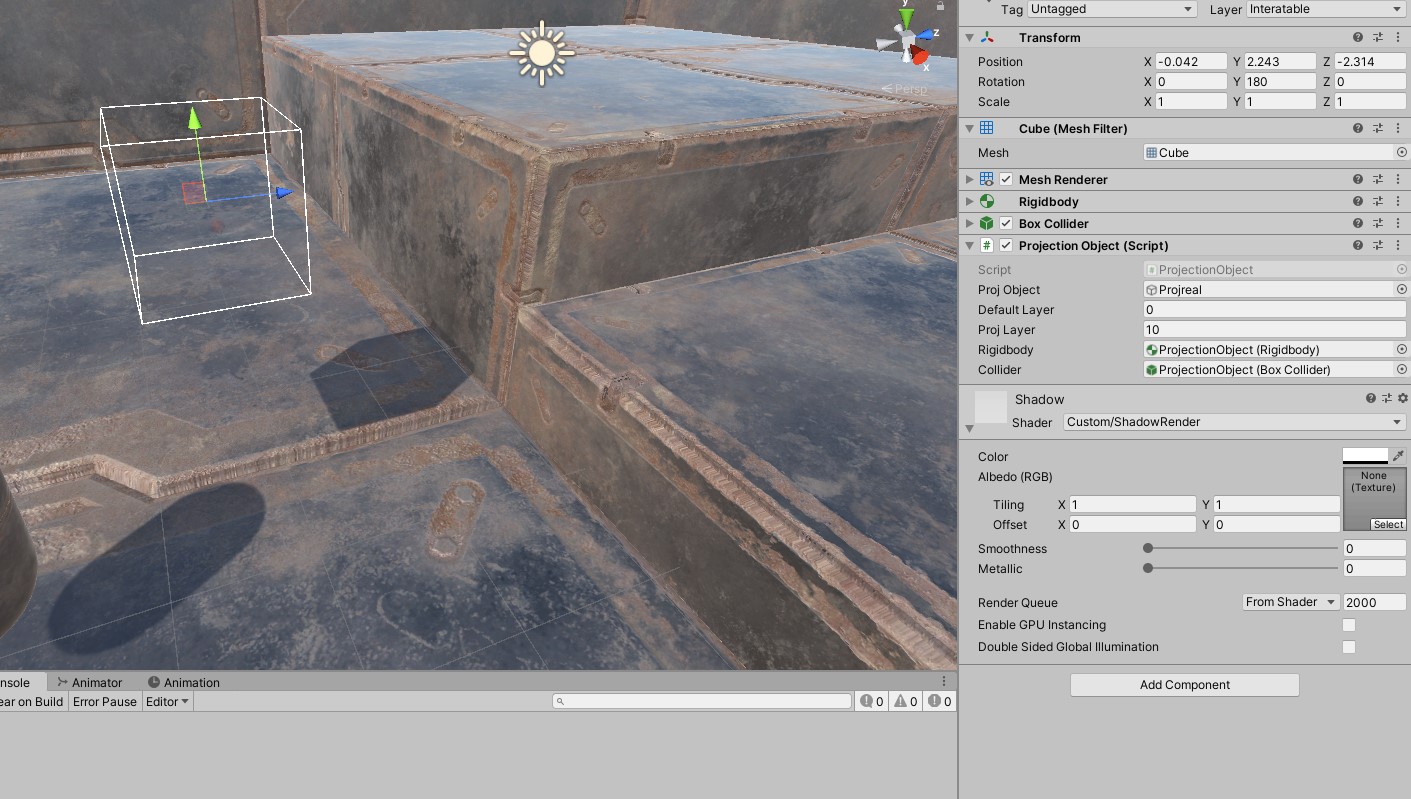 Tag Untagged Layer Interatable
Transform
Position X -0.042 Y 2.243 Z -2.314
Rotation X 0 Y 180 Z 0
Scale X 1 Y 1 Z 1
Cube (Mesh Filter)
Mesh Cube
Mesh Renderer
Rigidbody
Box Collider
# Projection Object (Script)
Script ProjectionObject
Proj Object Projreal
Default Layer 0
Proj Layer 10
Rigidbody ProjectionObject (Rigidbody)
Collider ProjectionObject (Box Collider)
Shadow
Shader Custom/ShadowRender
Color
Albedo (RGB) None
(Texture)
Tiling X 1 Y 1
Offset X 0 Y 0 Select
Smoothness 0
Metallic 0
Render Queue From Shader 2000
Enable GPU Instancing
Double Sided Global Illumination
Add Component
y
z
x
Persp
nsole Animator Animation
ear on Build Error Pause Editor 0 0 0